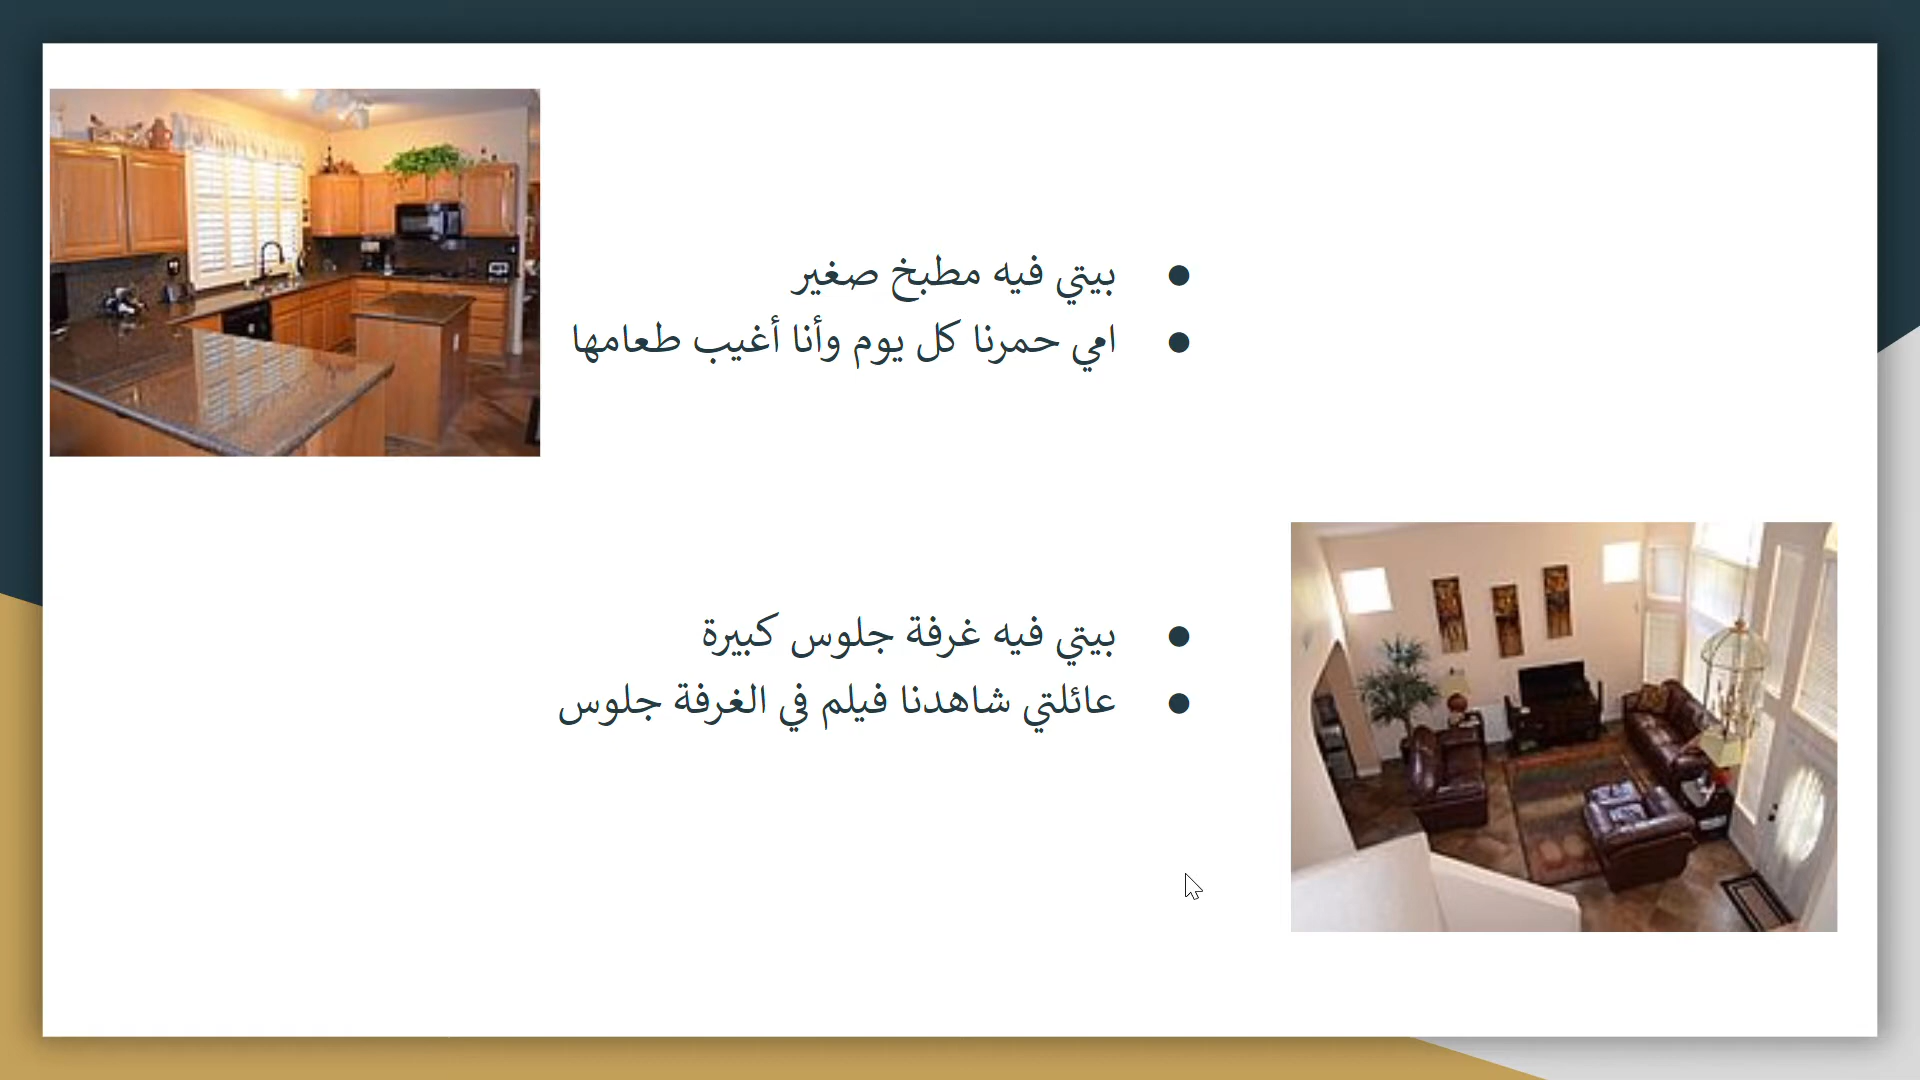 بيتي فيه مطبخ صغير
امي حمرنا كل يوم وأنا أغيب طعامها
بيتي فيه غرفة جلوس كبيرة
عائلتي شاهدنا فيلم في الغرفة جلوس